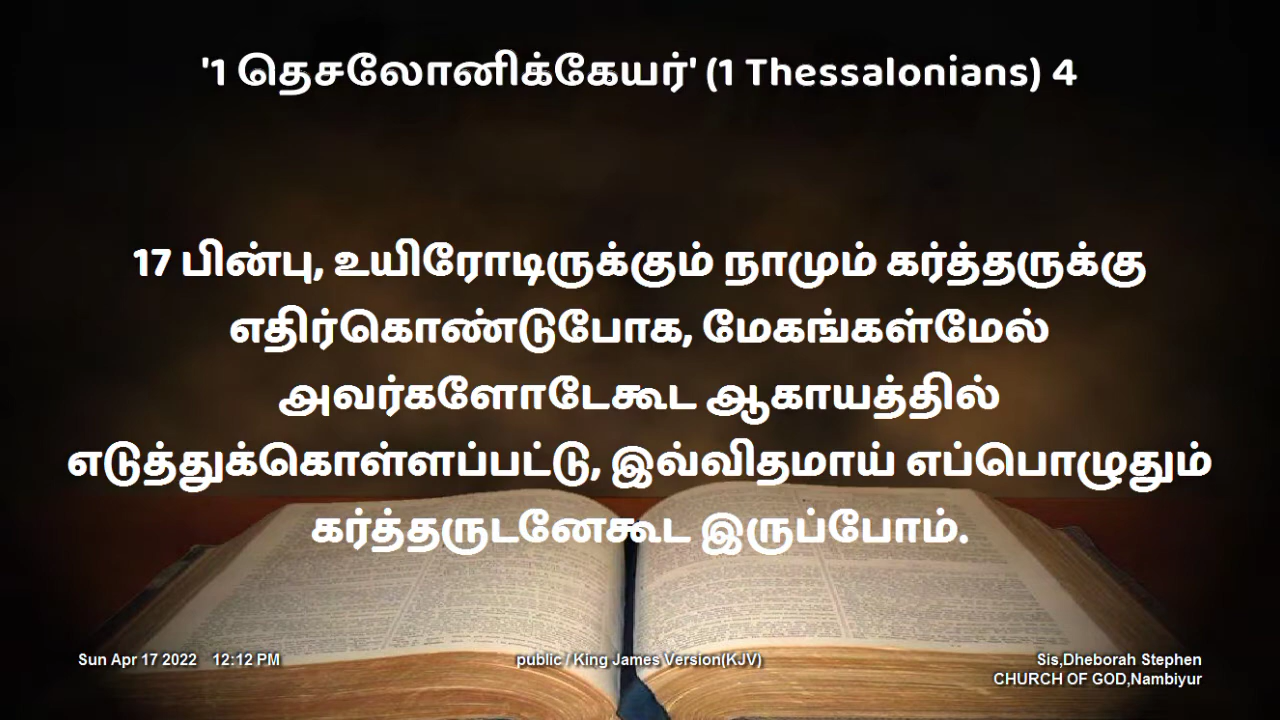 '1 தெசலோனிக்கேயர்' (1 Thessalonians) 4
17 பின்பு, உயிரோடிருக்கும் நாமும் கர்த்தருக்கு
எதிர்கொண்டுபோக, மேகங்கள்மேல்
அவர்களோடேகூட ஆகாயத்தில்
எடுத்துக்கொள்ளப்பட்டு, இவ்விதமாய் எப்பொழுதும்
கர்த்தருடனேகூட இருப்போம்.
Sun Apr 17 2022 12:12 PM
public / King James Version(KJV)
Sis,Dheborah Stephen
CHURCH OF GOD,Nambiyur